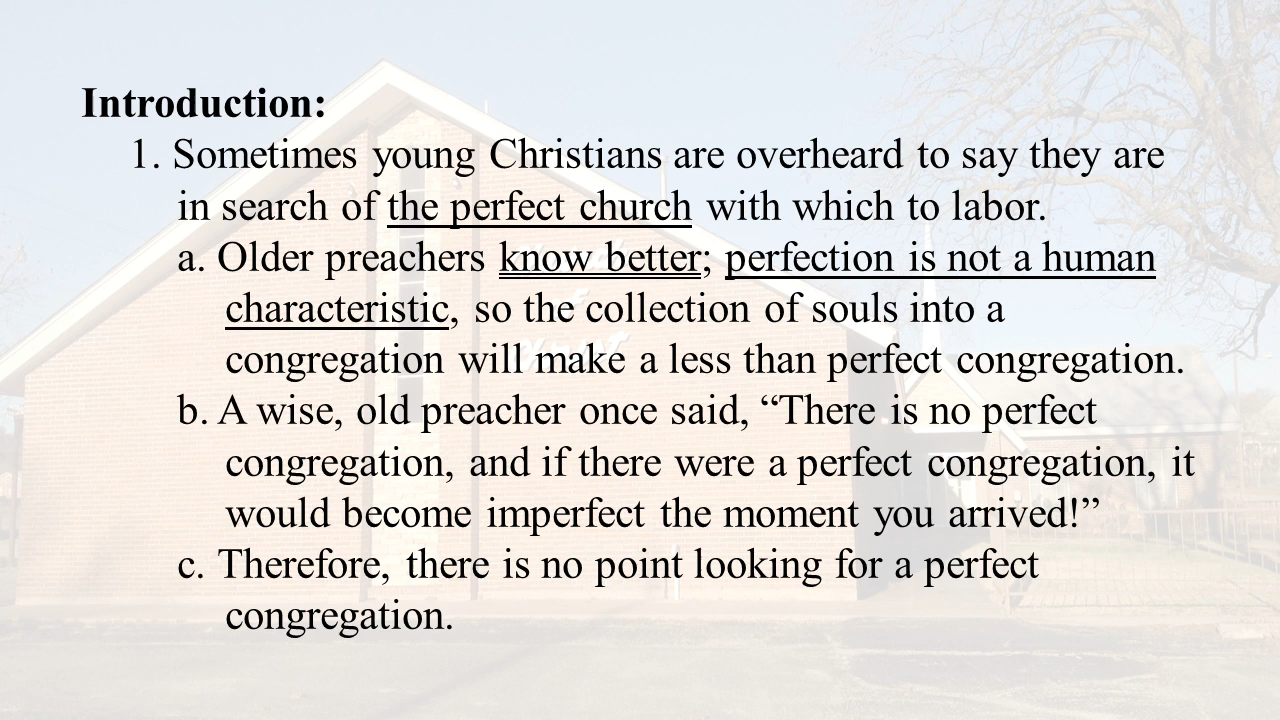 Introduction:
1. Sometimes young Christians are overheard to say they are
in search of the perfect church with which to labor.
a. Older preachers know better; perfection is not a human
characteristic, so the collection of souls into a
congregation will make a less than perfect congregation.
b. A wise, old preacher once said, “There is no perfect
congregation, and if there were a perfect congregation, it
would become imperfect the moment you arrived!”
c. Therefore, there is no point looking for a perfect
congregation.